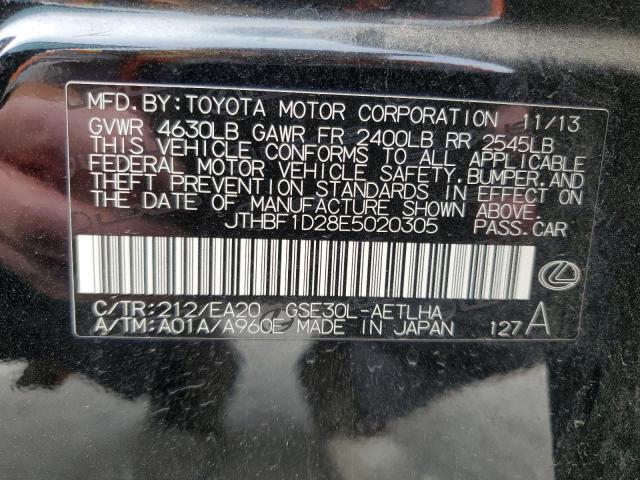 MFD. BY: TOYOTA MOTOR CORPORATION 11/13
GVWR 4630LB GAWR FR 2400LB RR 2545LB
THIS VEHICLE CONFORMS TO ALL APPLICABLE
FEDERAL MOTOR VEHICLE SAFETY, BUMPER, AND
THEFT PREVENTION STANDARDS IN EFFECT ON
THE DATE OF MANUFACTURE SHOWN ABOVE.
JTHBF1D28E5020305 PASS. CAR
C/TR: 212/EA20 GSE30L-AETLHA
A/TM: A01A/A960E MADE IN JAPAN 127A